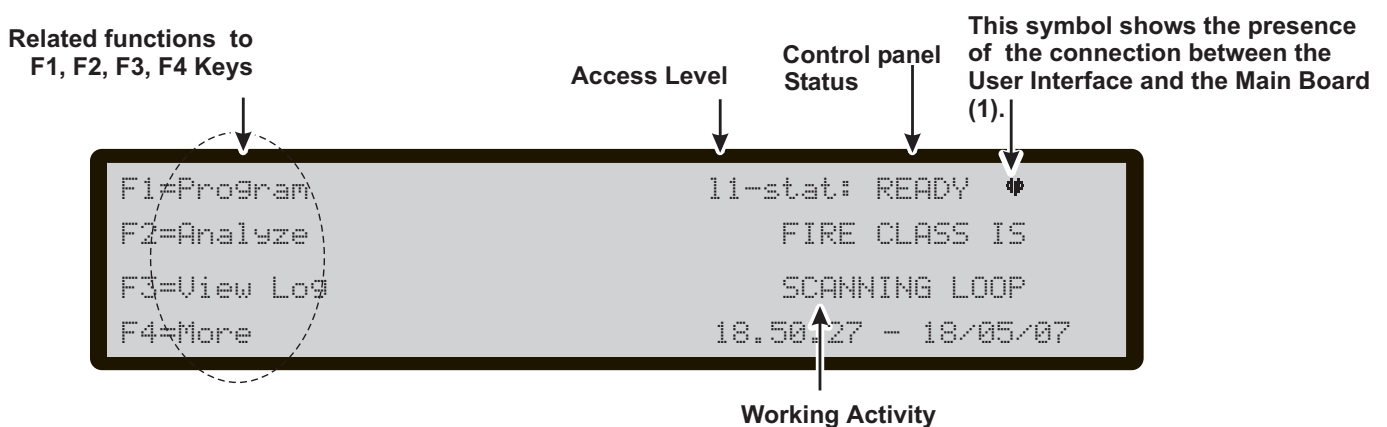 Related functions to
F1, F2, F3, F4 Keys
Access Level
Control panel
Status
This symbol shows the presence
of the connection between the
User Interface and the Main Board
(1).
F1=Program l1-stat: READY
F2=Analyze FIRE CLASS IS
F3=View Log SCANNING LOOP
F4=More 18.50.27 - 18/05/07
Working Activity